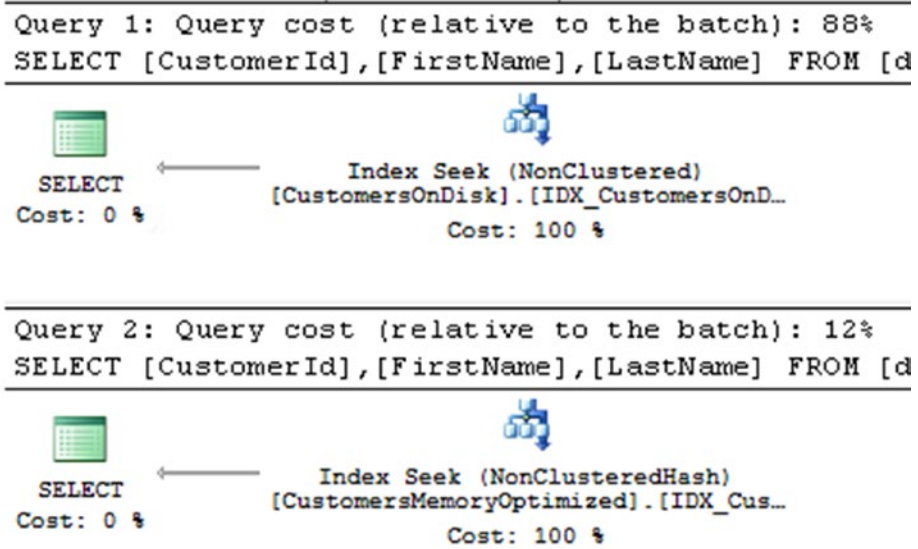 Query 1: Query cost (relative to the batch): 88%
SELECT [CustomerId],[FirstName],[LastName] FROM [d
SELECT
Cost: 0 %
Index Seek (NonClustered)
[CustomersOnDisk].[IDX_CustomersOnD…
Cost: 100 %
Query 2: Query cost (relative to the batch): 12%
SELECT [CustomerId],[FirstName],[LastName] FROM [d
SELECT
Cost: 0 %
Index Seek (NonClusteredHash)
[CustomersMemoryOptimized].[IDX_Cus…
Cost: 100 %